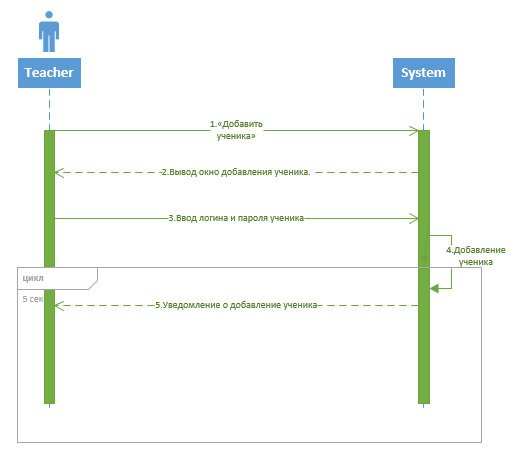 Teacher
System
1.«Добавить
ученика»
2.Вывод окно добавления ученика.
3.Ввод логина и пароля ученика
4.Добавление
ученика
цикл
5 сек
5.Уведомление о добавление ученика